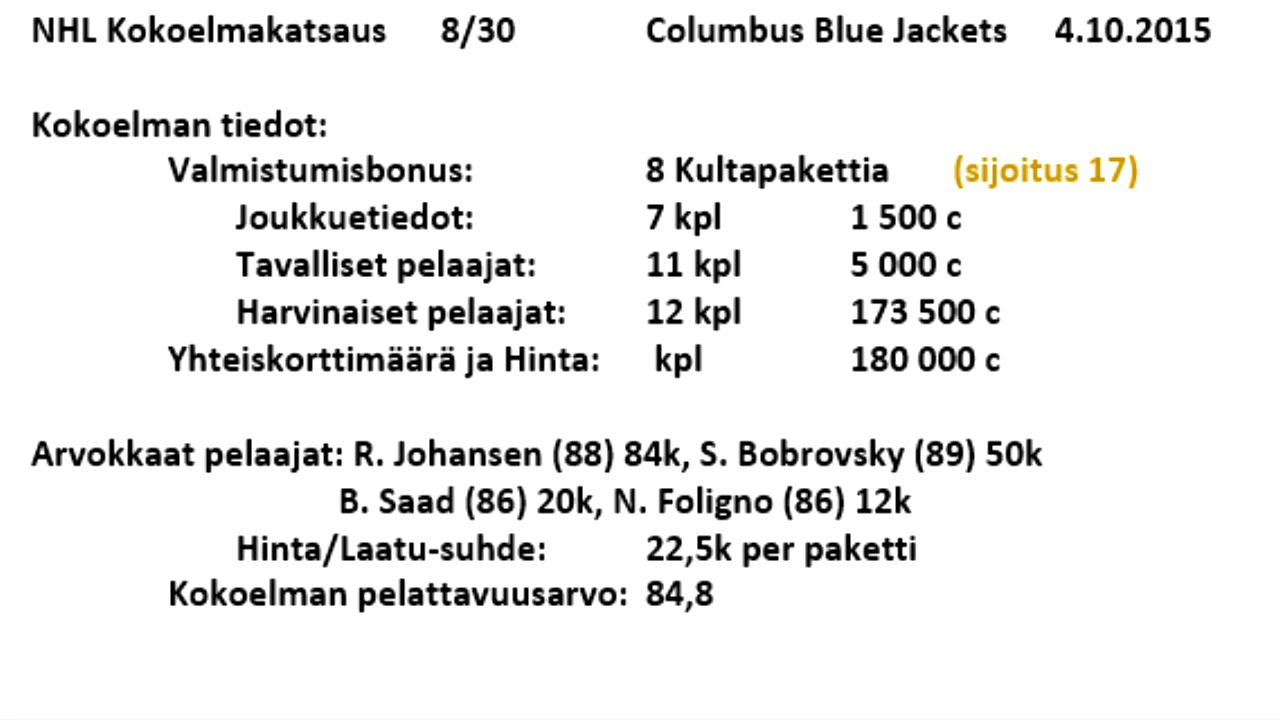 NHL Kokoelmakatsaus 8/30 Columbus Blue Jackets 4.10.2015
Kokoelman tiedot:
Valmistumisbonus: 8 Kultapakettia (sijoitus 17)
Joukkuetiedot: 7 kpl 1 500 c
Tavalliset pelaajat: 11 kpl 5 000 c
Harvinaiset pelaajat: 12 kpl 173 500 c
Yhteiskorttimäärä ja Hinta: kpl 180 000 c
Arvokkaat pelaajat: R. Johansen (88) 84k, S. Bobrovsky (89) 50k
B. Saad (86) 20k, N. Foligno (86) 12k
Hinta/Laatu-suhde: 22,5k per paketti
Kokoelman pelattavuusarvo: 84,8